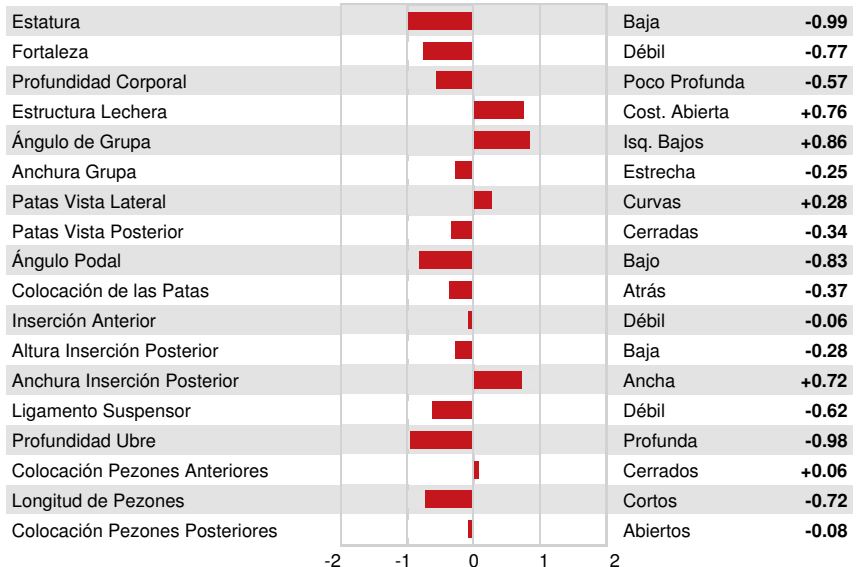 Estatura Baja -0.99
Fortaleza Débil -0.77
Profundidad Corporal Poco Profunda -0.57
Estructura Lechera Cost. Abierta +0.76
Ángulo de Grupa Isq. Bajos +0.86
Anchura Grupa Estrecha -0.25
Patas Vista Lateral Curvas +0.28
Patas Vista Posterior Cerradas -0.34
Ángulo Podal Bajo -0.83
Colocación de las Patas Atrás -0.37
Inserción Anterior Débil -0.06
Altura Inserción Posterior Baja -0.28
Anchura Inserción Posterior Ancha +0.72
Ligamento Suspensor Débil -0.62
Profundidad Ubre Profunda -0.98
Colocación Pezones Anteriores Cerrados +0.06
Longitud de Pezones Cortos -0.72
Colocación Pezones Posteriores Abiertos -0.08
-2 -1 0 1 2